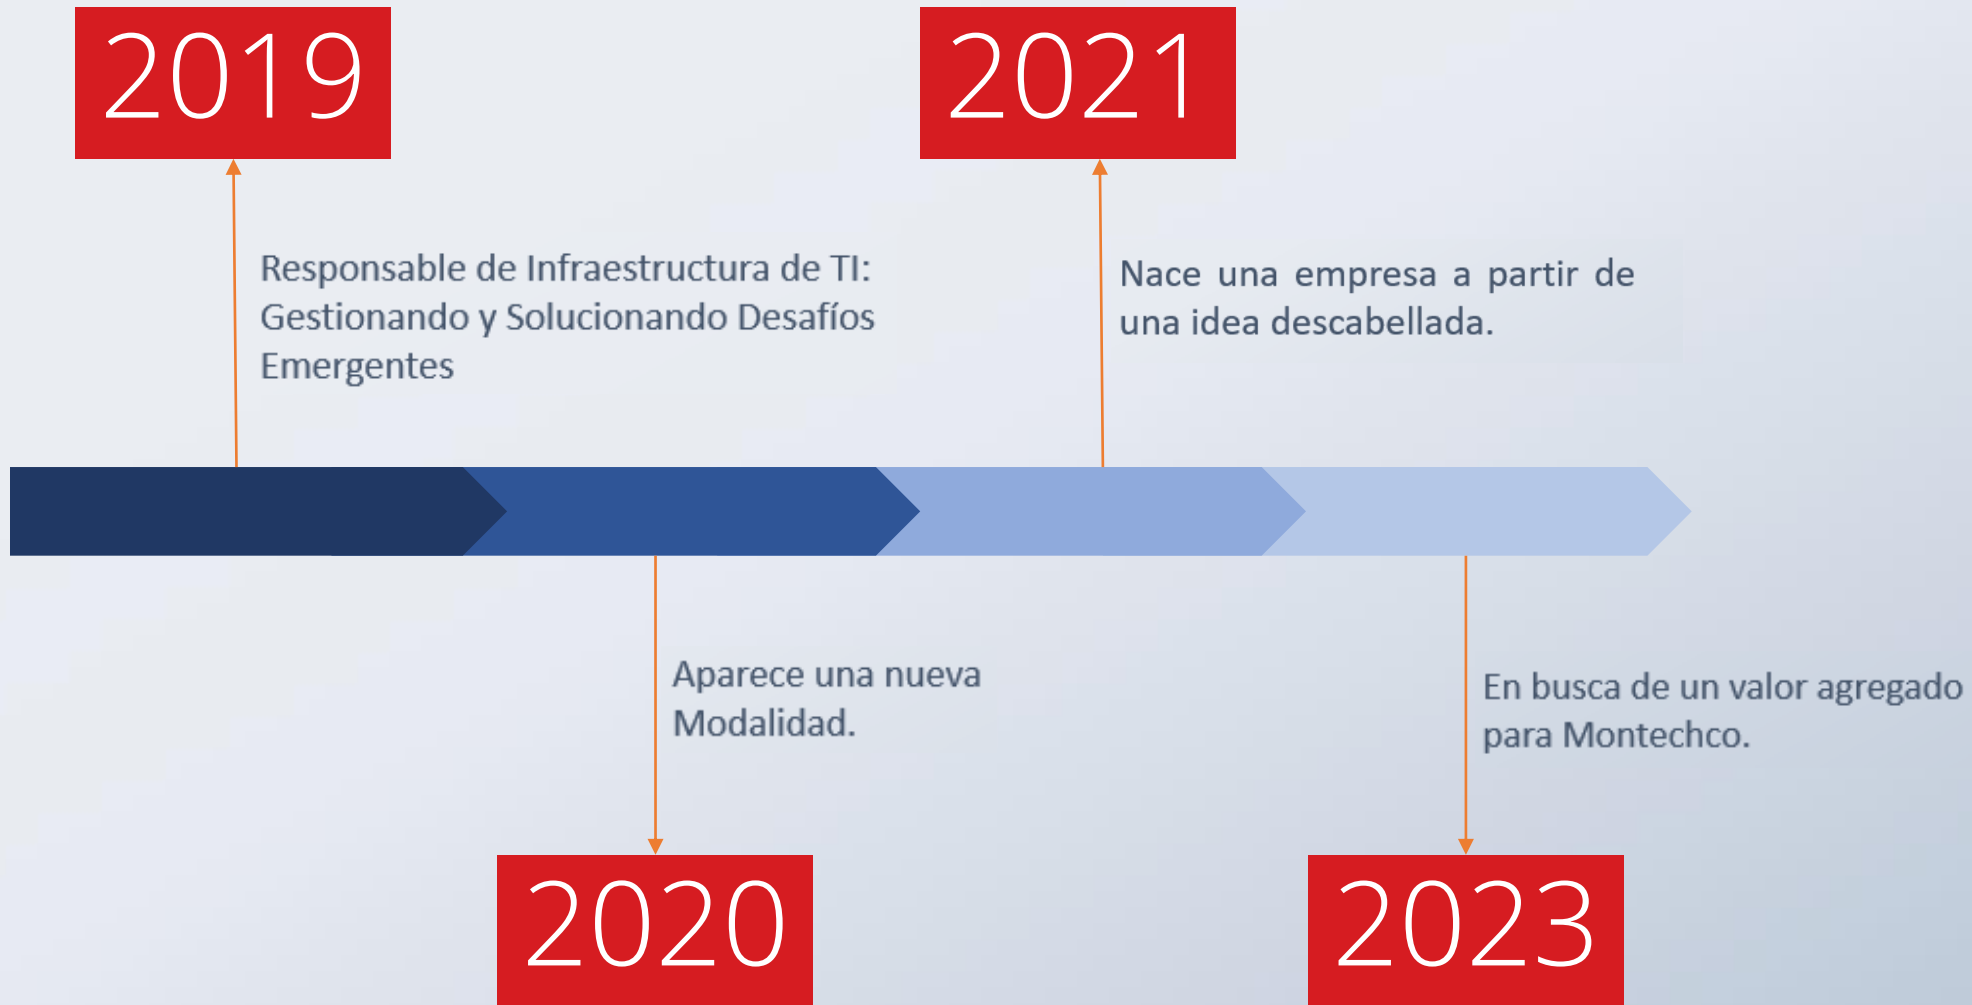 2019
2021
Responsable de Infraestructura de TI:
Gestionando y Solucionando Desafíos
Emergentes
Nace una empresa a partir de
una idea descabellada.
Aparece una nueva
Modalidad.
En busca de un valor agregado
para Montechco.
2020
2023